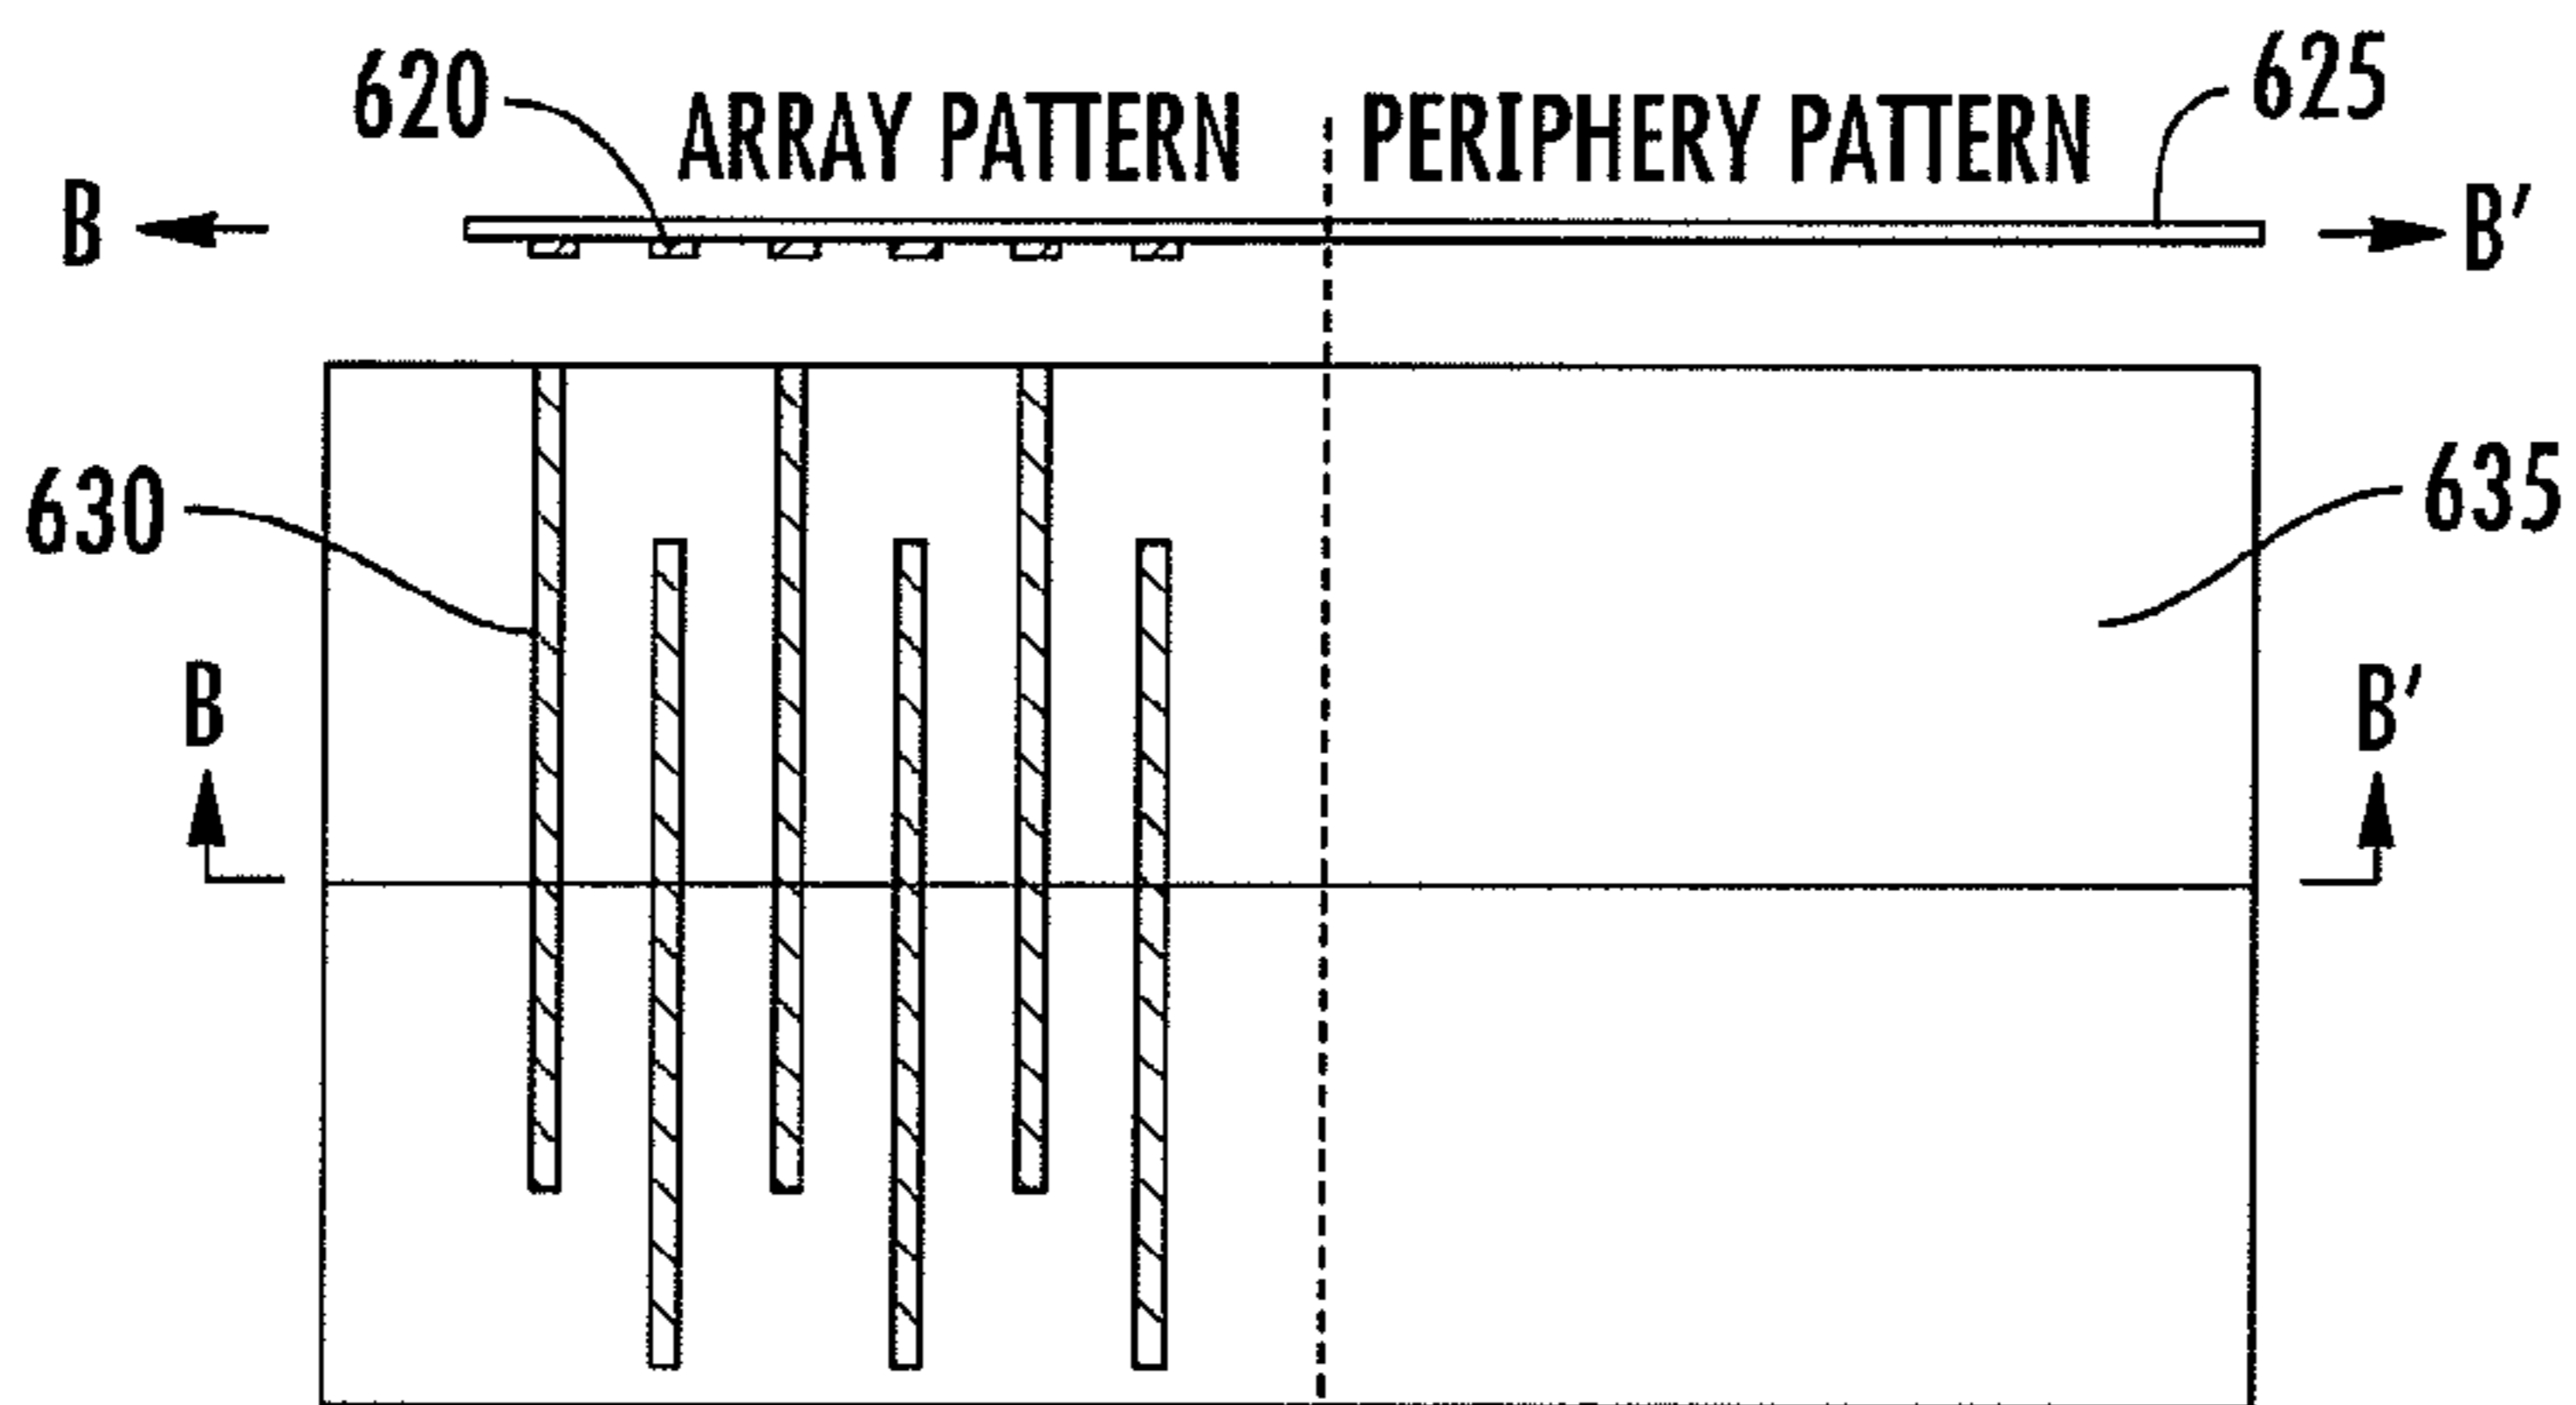 620
ARRAY PATTERN
PERIPHERY PATTERN
625
B
B'
630
635
B
B'